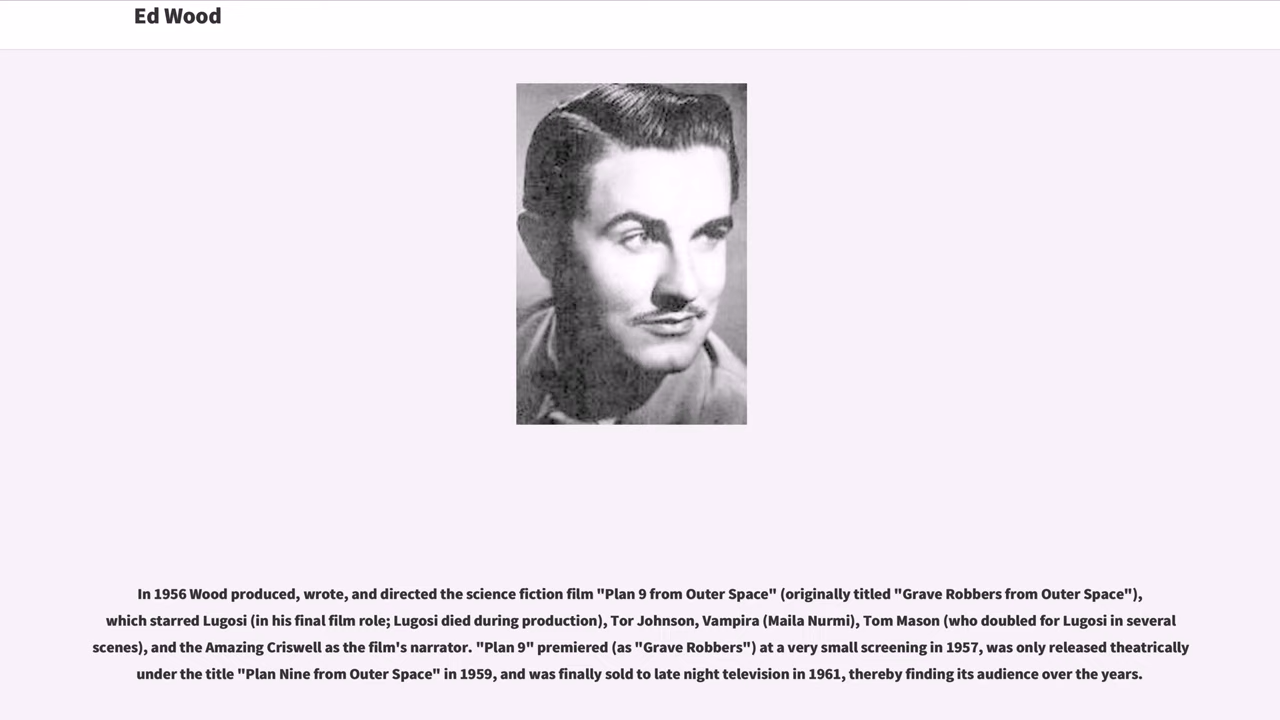 Ed Wood
In 1956 Wood produced, wrote, and directed the science fiction film "Plan 9 from Outer Space" (originally titled "Grave Robbers from Outer Space"),
which starred Lugosi (in his final film role; Lugosi died during production), Tor Johnson, Vampira (Maila Nurmi), Tom Mason (who doubled for Lugosi in several
scenes), and the Amazing Criswell as the film's narrator. "Plan 9" premiered (as "Grave Robbers") at a very small screening in 1957, was only released theatrically
under the title "Plan Nine from Outer Space" in 1959, and was finally sold to late night television in 1961, thereby finding its audience over the years.